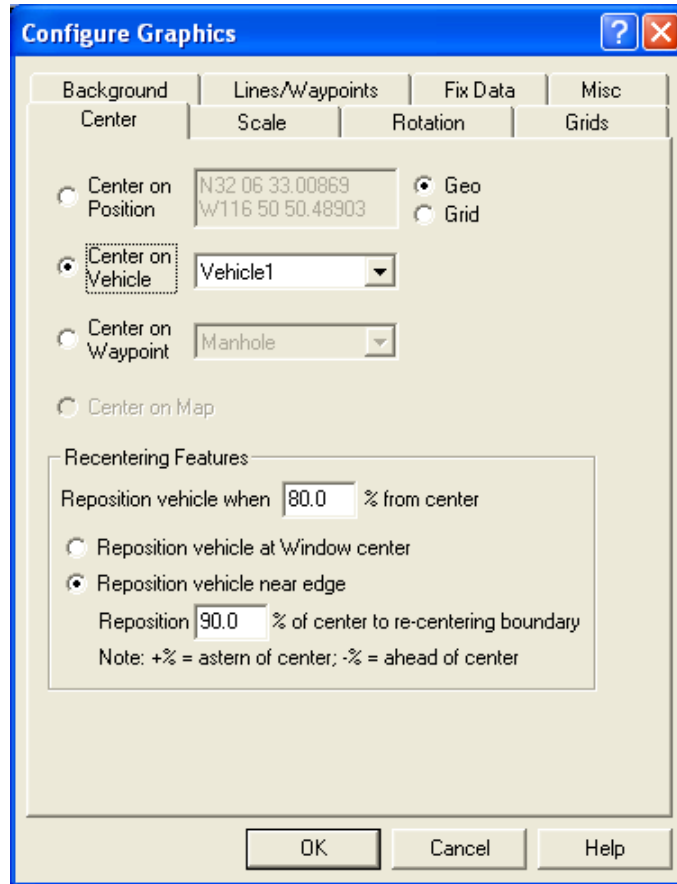 Configure Graphics
Background Lines/Waypoints Fix Data Misc
Center Scale Rotation Grids
Center on
Position
N32 06 33.00869
W116 50 50.48903
Geo
Grid
Center on
Vehicle
Vehicle1
Center on
Waypoint
Manhole
Center on Map
Recentering Features
Reposition vehicle when 80.0 % from center
Reposition vehicle at Window center
Reposition vehicle near edge
Reposition 90.0 % of center to re-centering boundary
Note: +% = astern of center; -% = ahead of center
OK Cancel Help